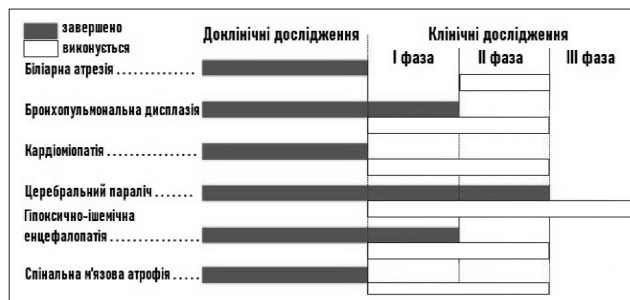 завершено
виконується
Доклінічні дослідження
Клінічні дослідження
I фаза
II фаза
III фаза
Біліарна атрезія
Бронхопульмональна дисплазія
Кардіоміопатія
Церебральний параліч
Гіпоксично-ішемічна
енцефалопатія
Спінальна м'язова атрофія